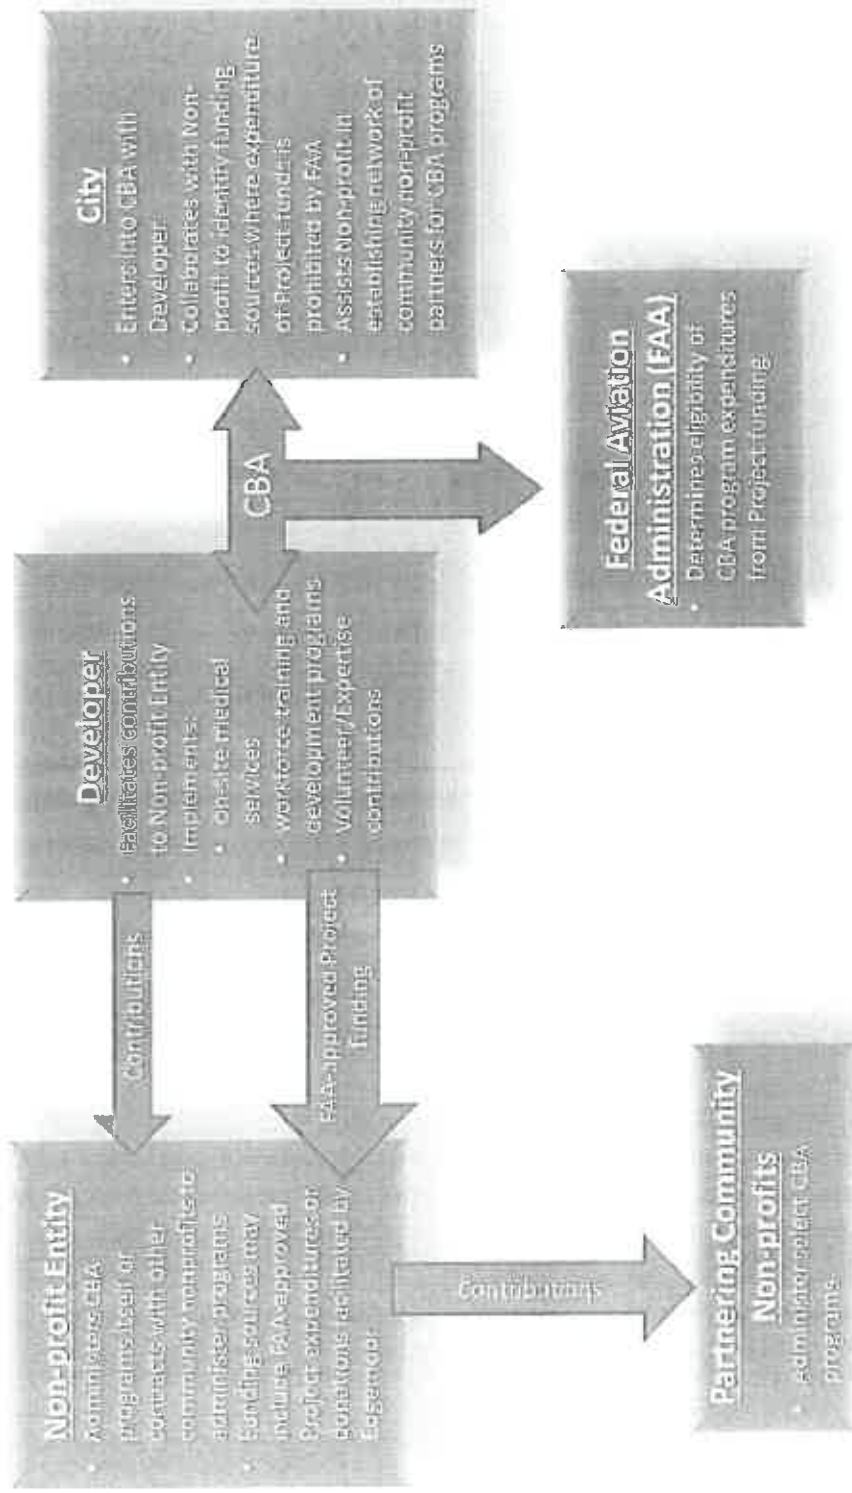 Non-profit Entity
• Administers CBA
programs itself or
contracts with other
community nonprofits to
administer programs
• Funding sources may
include FAA-approved
Project expenditures or
donations facilitated by
Edgemoor
Contributions
FAA-approved Project
funding
Developer
• Facilitates contributions
to Non-profit Entity
• Implements:
• on-site medical
services
• Workforce training and
development programs
• Volunteer/Expertise
contributions
CBA
City
• Enters into CBA with
Developer
• Collaborates with Non-
profit to identify funding
sources where expenditure
of Project funds is
prohibited by FAA
• Assists Non-profit in
establishing network of
community non-profit
partners for CBA programs
Contributions
Partnering Community
Non-profits
• Administer select CBA
programs
Federal Aviation
Administration (FAA)
• Determines eligibility of
CBA program expenditures
from Project funding